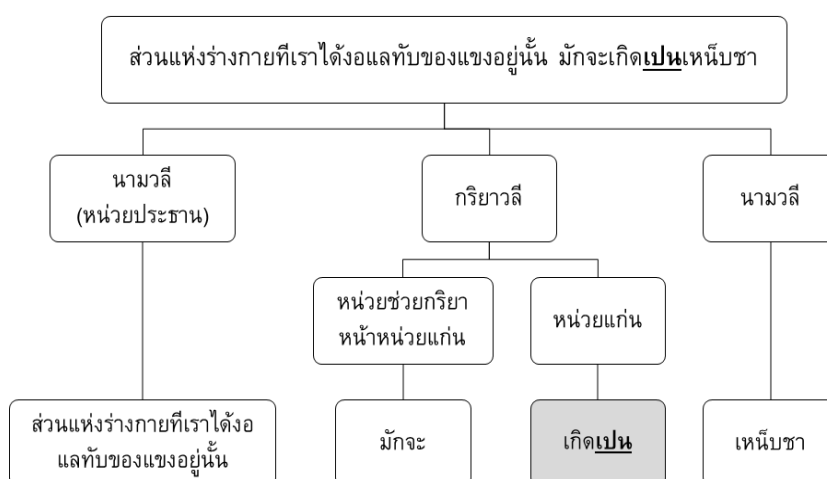 ส่วนแห่งร่างกายที่เราได้งอแลทับของแขงอยู่นั้น มักจะเกิดเปนเหน็บชา
นามวลี
(หน่วยประธาน)
กริยาวลี
นามวลี
หน่วยช่วยกริยา
หน้าหน่วยแก่น
หน่วยแก่น
ส่วนแห่งร่างกายที่เราได้งอ
แลทับของแขงอยู่นั้น
มักจะ
เกิดเปน
เหน็บชา